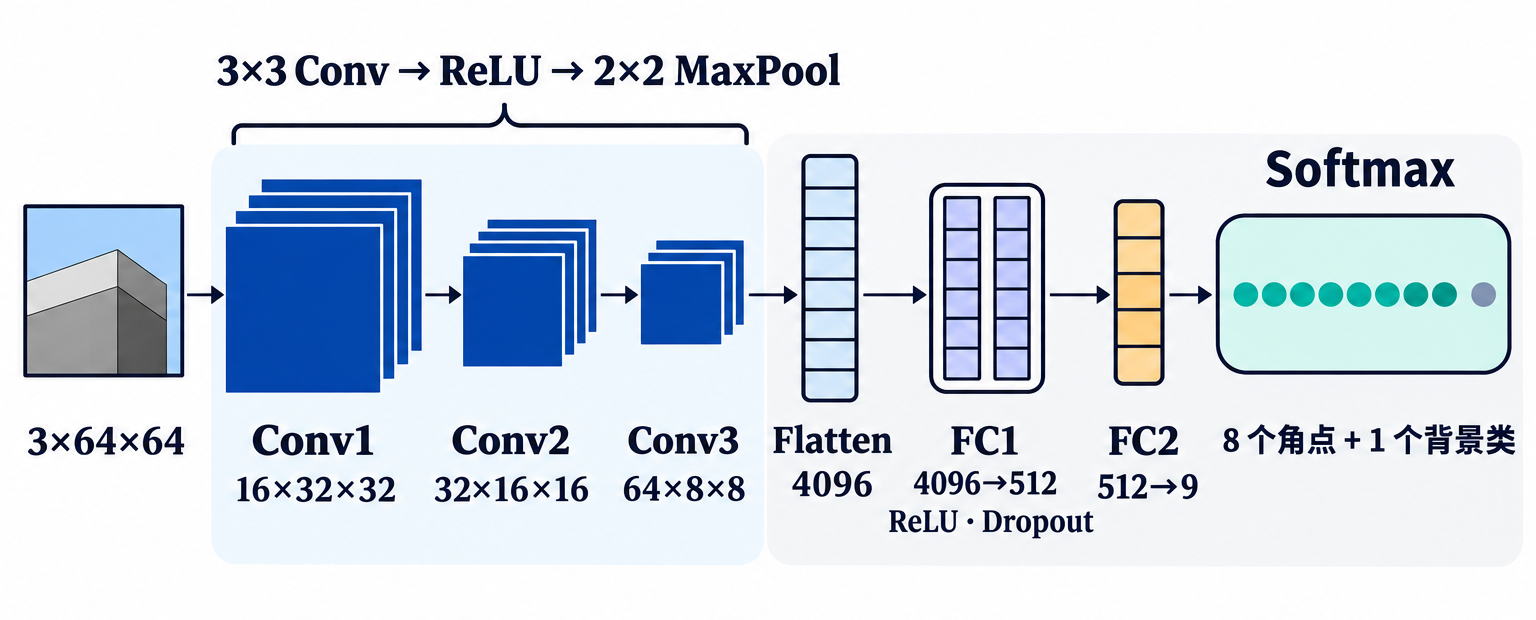 3×3 Conv → ReLU → 2×2 MaxPool
Softmax
3×64×64
Conv1
16×32×32
Conv2
32×16×16
Conv3
64×8×8
Flatten
4096
FC1
4096→512
ReLU · Dropout
FC2
512→9
8 个角点 + 1 个背景类